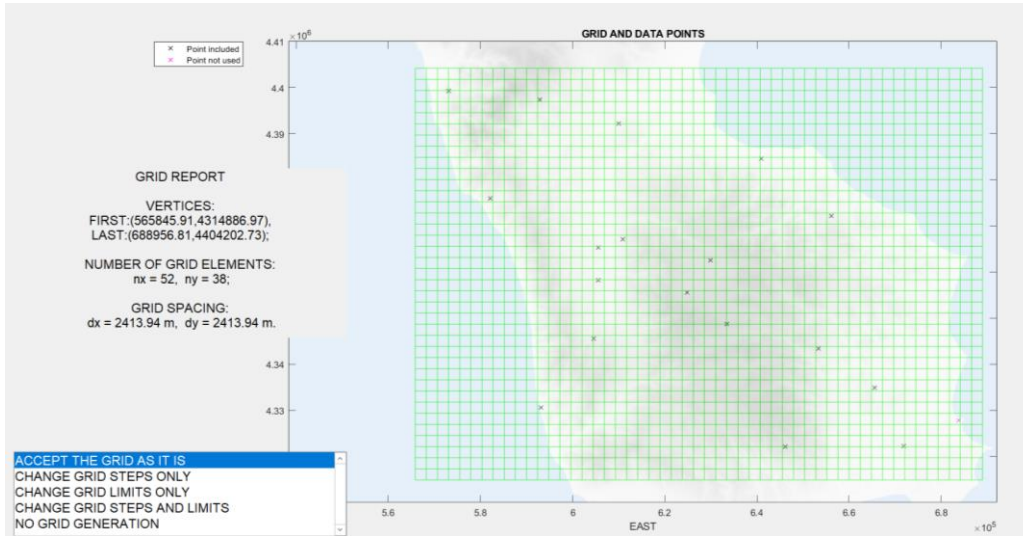 GRID AND DATA POINTS
×10^6
Point included
Point not used
4.41
4.4
4.39
4.34
4.33
GRID REPORT
VERTICES:
FIRST:(565845.91,4314886.97),
LAST:(688956.81,4404202.73);
NUMBER OF GRID ELEMENTS:
nx = 52, ny = 38;
GRID SPACING:
dx = 2413.94 m, dy = 2413.94 m.
ACCEPT THE GRID AS IT IS
CHANGE GRID STEPS ONLY
CHANGE GRID LIMITS ONLY
CHANGE GRID STEPS AND LIMITS
NO GRID GENERATION
5.6 5.8 6 6.2 6.4 6.6 6.8
EAST
×10^5